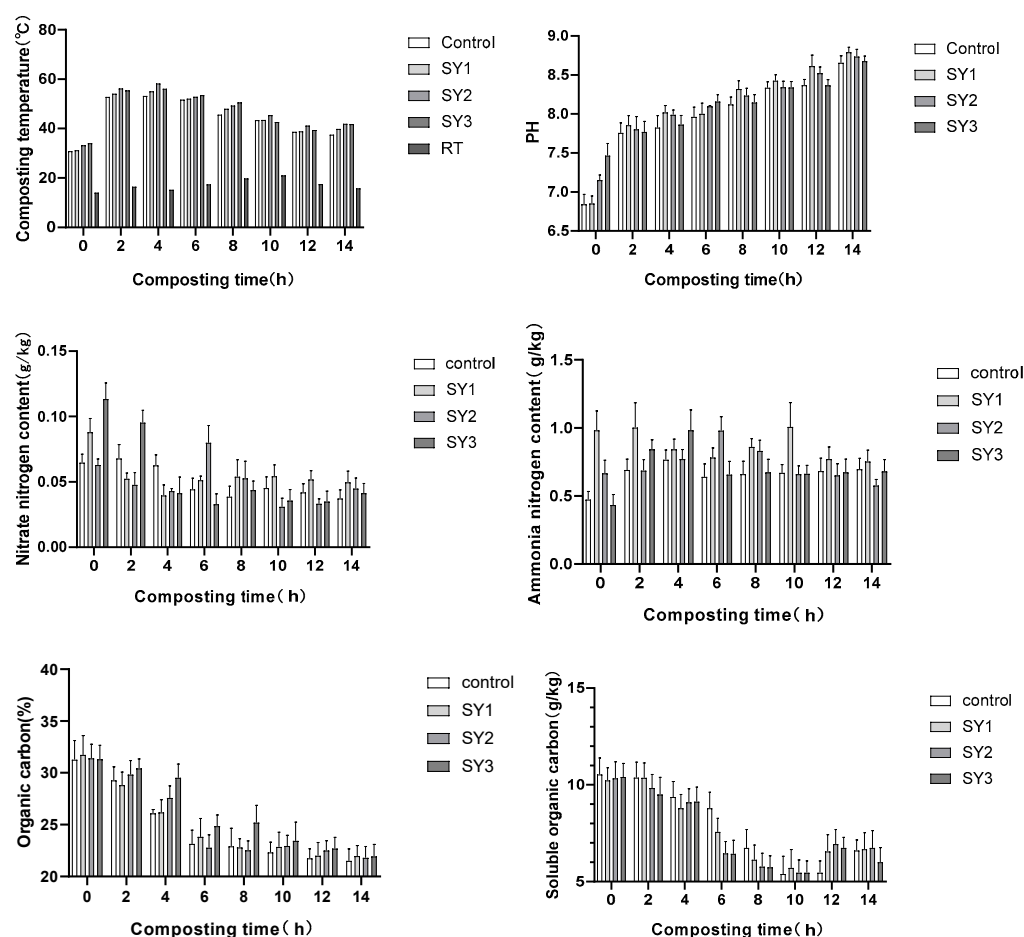 Composting temperature(℃)
80
60
40
20
0
0 2 4 6 8 10 12 14
Composting time(h)
Control
SY1
SY2
SY3
RT
PH
9.0
8.5
8.0
7.5
7.0
6.5
0 2 4 6 8 10 12 14
Composting time(h)
Control
SY1
SY2
SY3
Nitrate nitrogen content(g/kg)
0.15
0.10
0.05
0.00
0 2 4 6 8 10 12 14
Composting time( h)
control
SY1
SY2
SY3
Ammonia nitrogen content( g/kg)
1.5
1.0
0.5
0.0
0 2 4 6 8 10 12 14
Composting time( h)
control
SY1
SY2
SY3
Organic carbon(%)
40
35
30
25
20
0 2 4 6 8 10 12 14
Composting time( h)
control
SY1
SY2
SY3
Soluble organic carbon(g/kg)
15
10
5
0 2 4 6 8 10 12 14
Composting time( h)
control
SY1
SY2
SY3